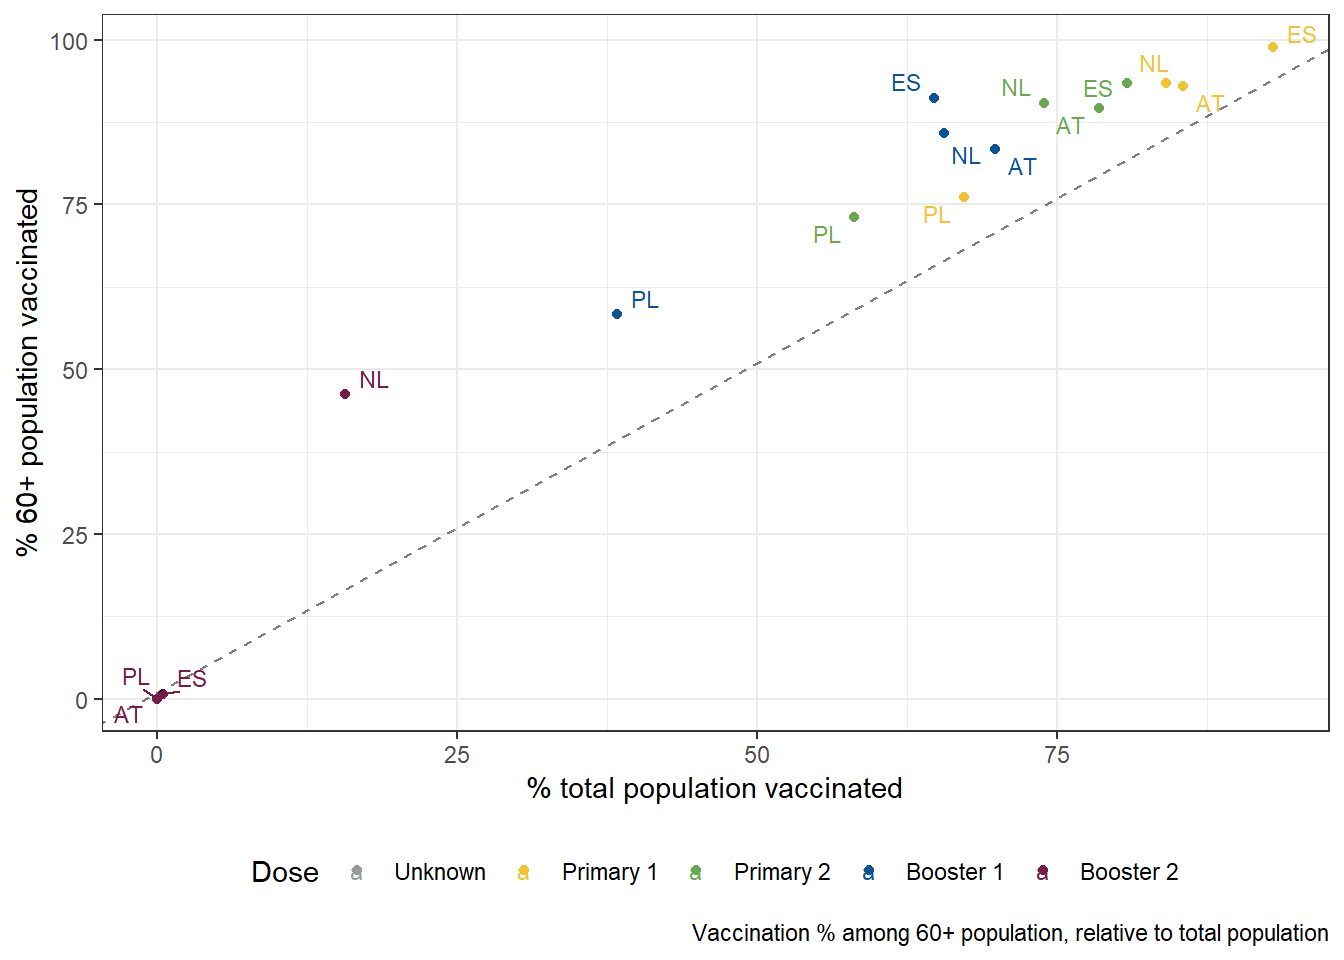 100
75
50
25
0
% 60+ population vaccinated
ES
NL
ES
NL
ES
AT
AT
NL
AT
PL
PL
PL
NL
PL
ES
AT
0
25
50
75
% total population vaccinated
Dose a Unknown a Primary 1 a Primary 2 a Booster 1 a Booster 2
Vaccination % among 60+ population, relative to total population